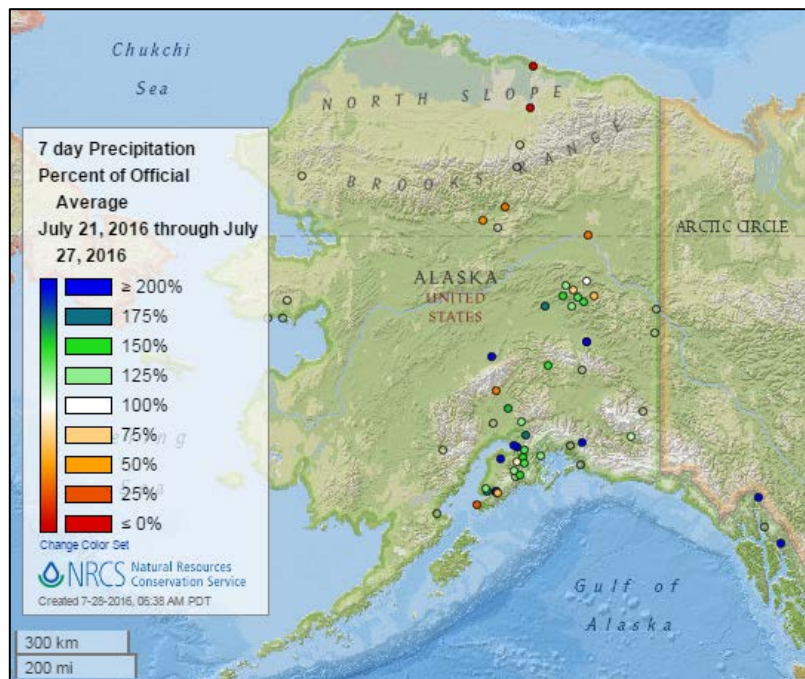 Chukchi
Sea
NORTH SLOPE
BROOKS RANGE
ARCTIC CIRCLE
ALASKA
UNITED
STATES
7 day Precipitation
Percent of Official
Average
July 21, 2016 through July
27, 2016
≥ 200%
175%
150%
125%
100%
75%
50%
25%
≤ 0%
Change Color Set
NRCS Natural Resources
Conservation Service
Created 7-28-2016, 06:38 AM PDT
Gulf of
Alaska
300 km
200 mi